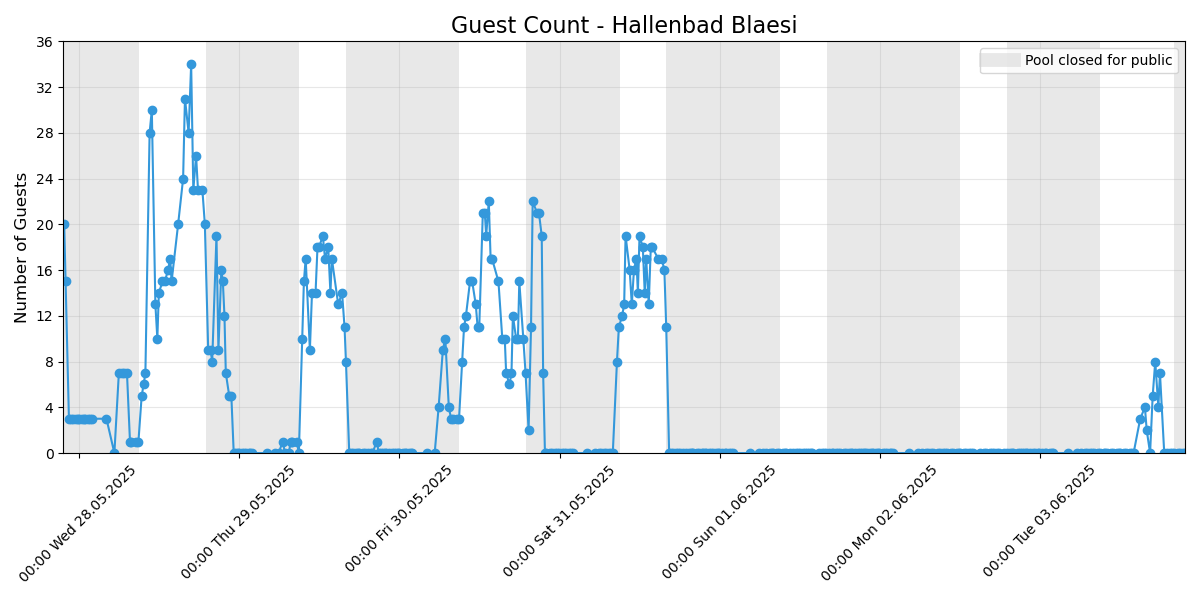 Guest Count - Hallenbad Blaesi
Pool closed for public
Number of Guests
36
32
28
24
20
16
12
8
4
0
00:00 Wed 28.05.2025
00:00 Thu 29.05.2025
00:00 Fri 30.05.2025
00:00 Sat 31.05.2025
00:00 Sun 01.06.2025
00:00 Mon 02.06.2025
00:00 Tue 03.06.2025